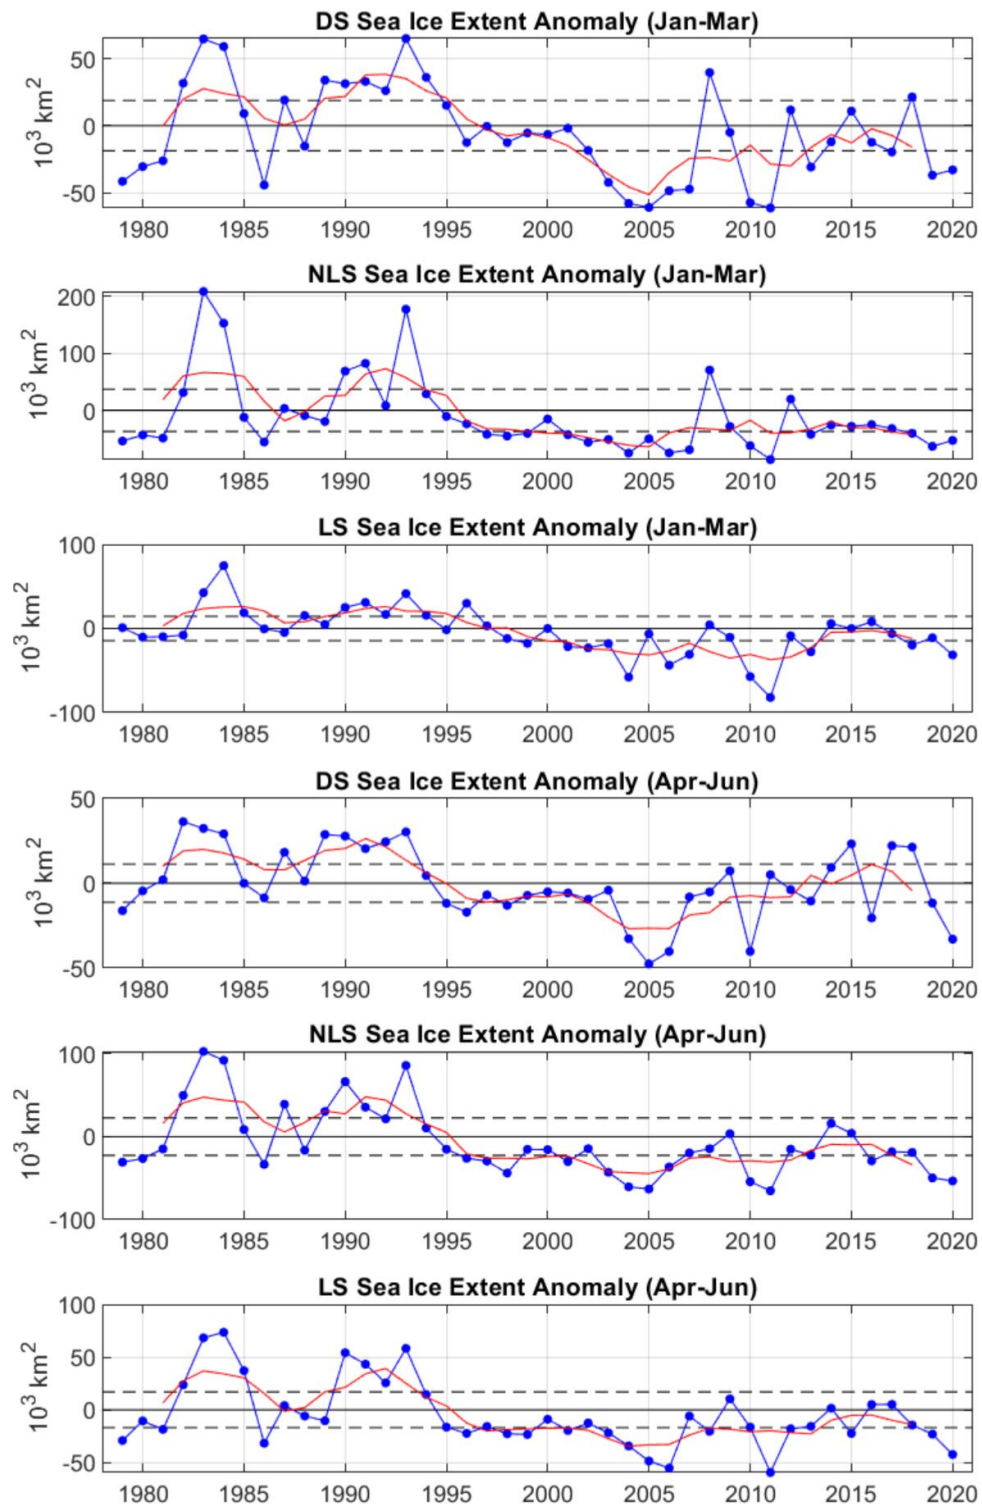 DS Sea Ice Extent Anomaly (Jan-Mar)
50
0
-50
10³ km²
1980 1985 1990 1995 2000 2005 2010 2015 2020
NLS Sea Ice Extent Anomaly (Jan-Mar)
200
100
0
10³ km²
1980 1985 1990 1995 2000 2005 2010 2015 2020
LS Sea Ice Extent Anomaly (Jan-Mar)
100
0
-100
10³ km²
1980 1985 1990 1995 2000 2005 2010 2015 2020
DS Sea Ice Extent Anomaly (Apr-Jun)
50
0
-50
10³ km²
1980 1985 1990 1995 2000 2005 2010 2015 2020
NLS Sea Ice Extent Anomaly (Apr-Jun)
100
0
-100
10³ km²
1980 1985 1990 1995 2000 2005 2010 2015 2020
LS Sea Ice Extent Anomaly (Apr-Jun)
100
50
0
-50
10³ km²
1980 1985 1990 1995 2000 2005 2010 2015 2020